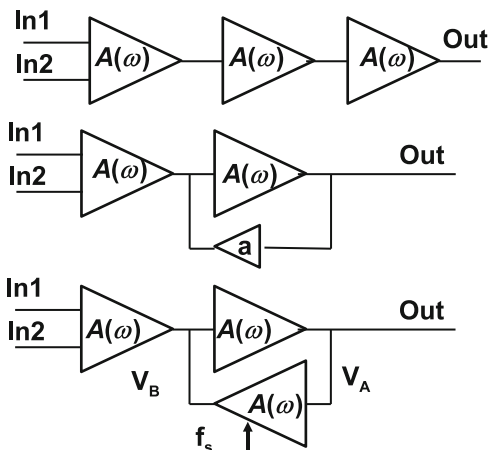 In1
In2
A(ω)
A(ω)
A(ω)
Out
In1
In2
A(ω)
A(ω)
Out
a
In1
In2
A(ω)
A(ω)
Out
V_B
A(ω)
V_A
f_s